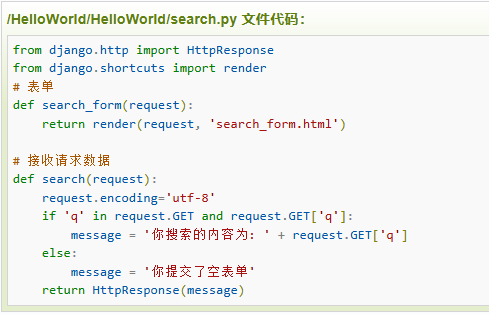 /HelloWorld/HelloWorld/search.py 文件代码：
from django.http import HttpResponse
from django.shortcuts import render
# 表单
def search_form(request):
    return render(request, 'search_form.html')

# 接收请求数据
def search(request):
    request.encoding='utf-8'
    if 'q' in request.GET and request.GET['q']:
        message = '你搜索的内容为: ' + request.GET['q']
    else:
        message = '你提交了空表单'
    return HttpResponse(message)